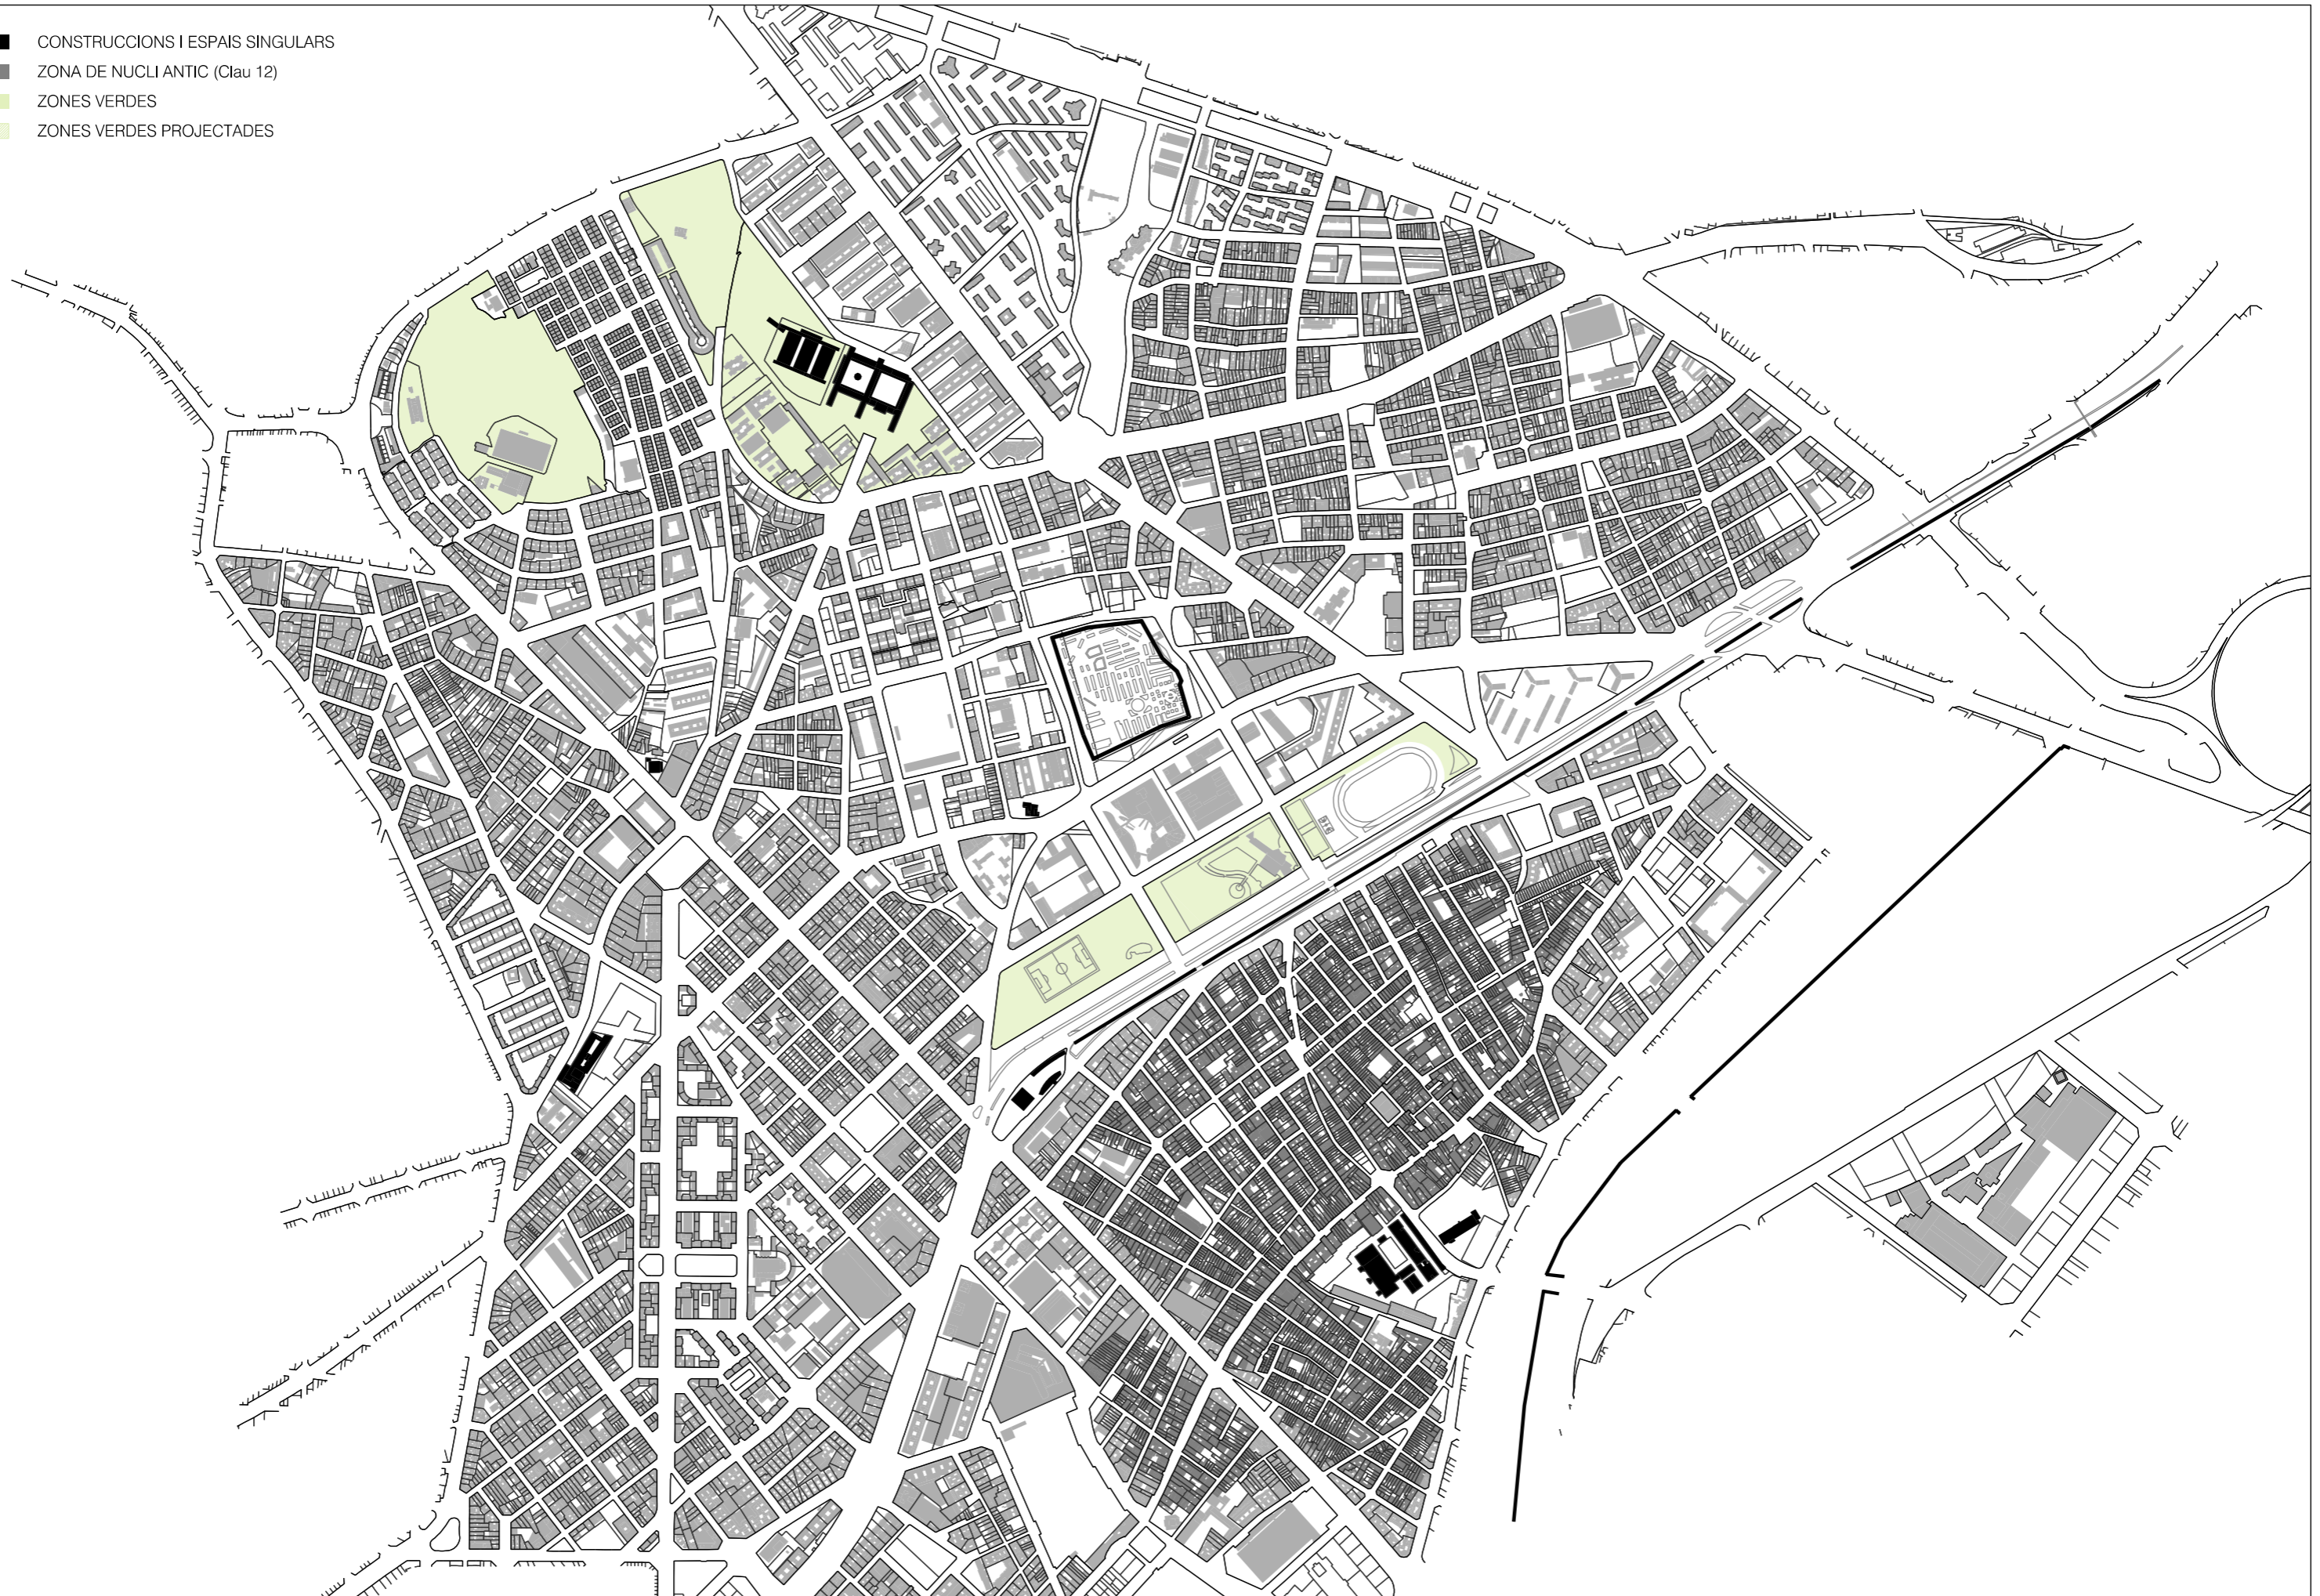 CONSTRUCCIONS I ESPAIS SINGULARS
ZONA DE NUCLI ANTIC (Clau 12)
ZONES VERDES
ZONES VERDES PROJECTADES